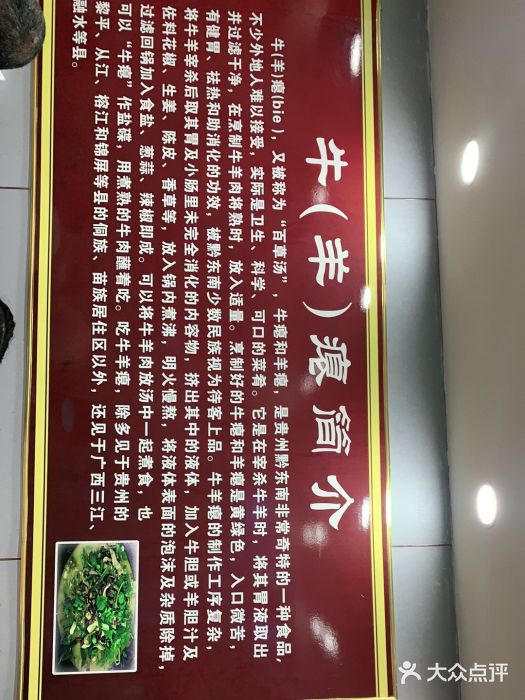 牛(羊)瘪简介
牛(羊)瘪(bie),又被称为“百草汤”,牛瘪和羊瘪,是贵州黔东南非常奇特的一种食品,
不少外地人难以接受,实际是卫生、科学、可口的菜肴。它是在宰杀牛羊时,将其胃液取出
并过滤干净,在烹制牛羊肉将熟时,放入适量。烹制好的牛瘪和羊瘪是黄绿色,入口微苦,
有健胃、祛热和助消化的功效,被黔东南少数民族视为待客上品。牛羊瘪的制作工序复杂,
将牛羊宰杀后取其胃及小肠里未完全消化的内容物,挤出其中的液体,加入牛胆或羊胆汁及
佐料花椒、生姜、陈皮、香草等,放入锅内煮沸,明火慢熬,将液体表面的泡沫及杂质除掉,
过滤回锅加入食盐、葱蒜、辣椒即成。可以将牛羊肉放汤中一起煮食,也
可以“牛瘪”作盐碟,用煮熟的牛肉蘸着吃。吃牛羊瘪,除多见于贵州的
黎平、从江、榕江和锦屏等县的侗族、苗族居住区以外,还见于广西三江、
融水等县。
大众点评